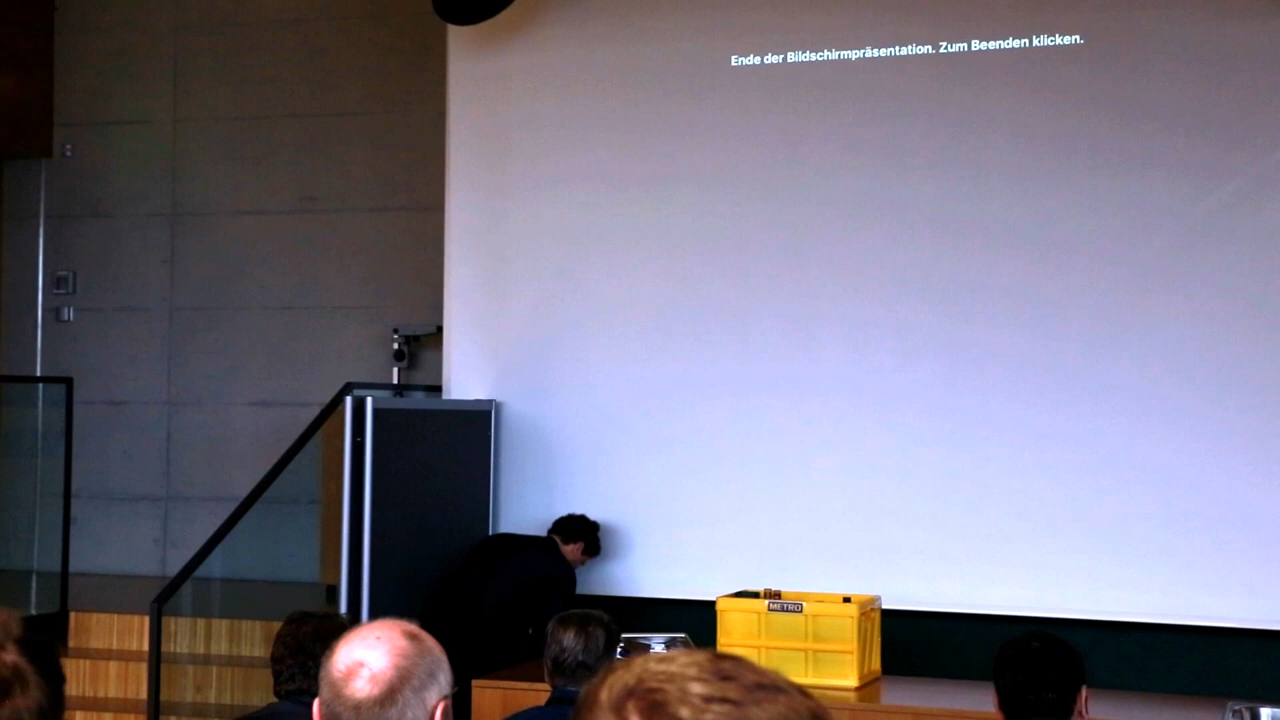 Ende der Bildschirmpräsentation. Zum Beenden klicken.
METRO